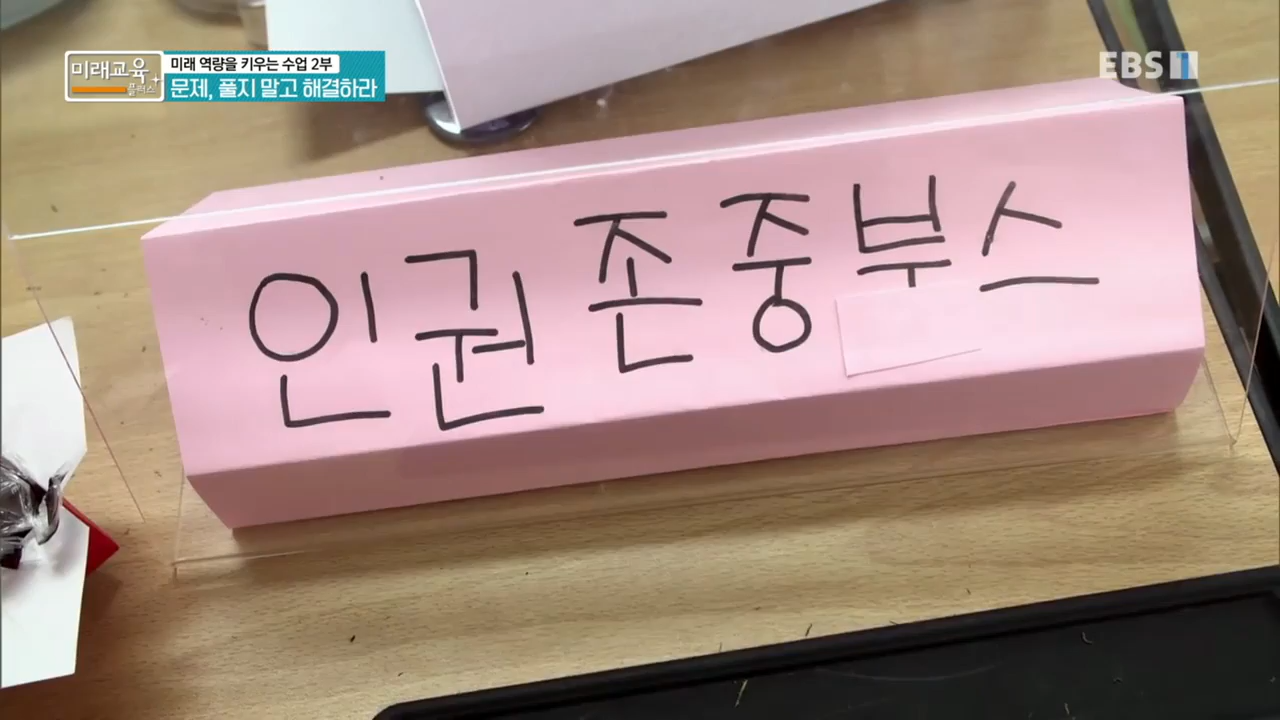 미래교육
플러스
미래 역량을 키우는 수업 2부
문제, 풀지 말고 해결하라
EBS 1
인권존중부스